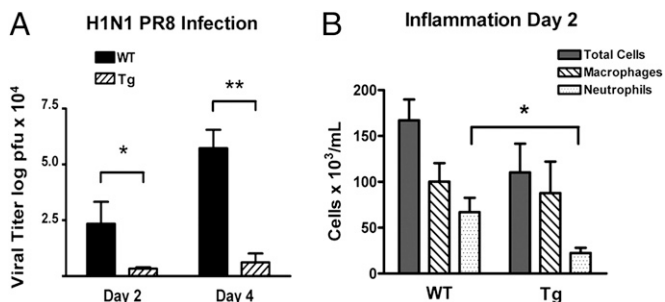 A
H1N1 PR8 Infection
WT
Tg
Viral Titer log pfu x 10⁴
7.5
5.0
2.5
*
**
Day 2
Day 4
B
Inflammation Day 2
Total Cells
Macrophages
Neutrophils
Cells x 10³/mL
200
150
100
50
0
*
WT
Tg